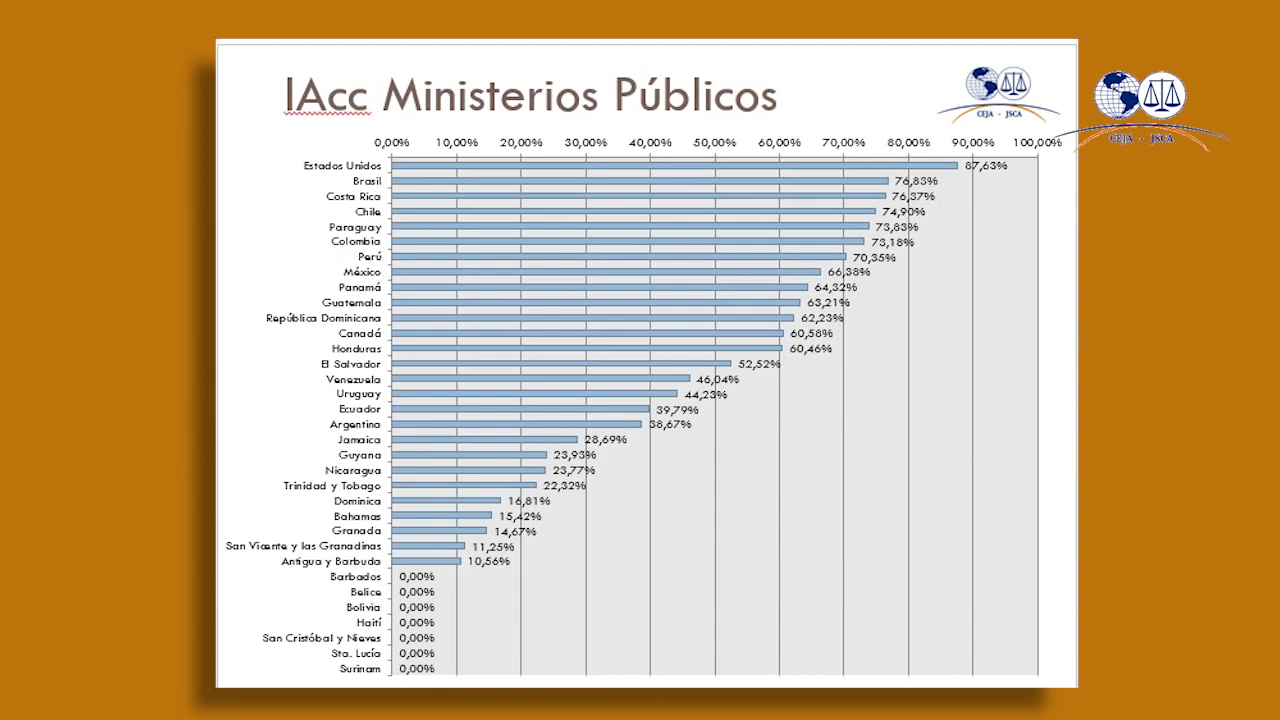 IAcc Ministerios Públicos
CEJA - JSCA
CEJA - JSCA
0,00% 10,00% 20,00% 30,00% 40,00% 50,00% 60,00% 70,00% 80,00% 90,00% 100,00%
Estados Unidos 87,63%
Brasil 76,83%
Costa Rica 76,37%
Chile 74,90%
Paraguay 73,83%
Colombia 73,18%
Perú 70,35%
México 66,38%
Panamá 64,32%
Guatemala 63,21%
República Dominicana 62,23%
Canadá 60,58%
Honduras 60,46%
El Salvador 52,52%
Venezuela 46,04%
Uruguay 44,23%
Ecuador 39,79%
Argentina 38,67%
Jamaica 28,69%
Guyana 23,93%
Nicaragua 23,77%
Trinidad y Tobago 22,32%
Dominica 16,81%
Bahamas 15,42%
Granada 14,67%
San Vicente y las Granadinas 11,25%
Antigua y Barbuda 10,56%
Barbados 0,00%
Belice 0,00%
Bolivia 0,00%
Haití 0,00%
San Cristóbal y Nieves 0,00%
Sta. Lucía 0,00%
Surinam 0,00%